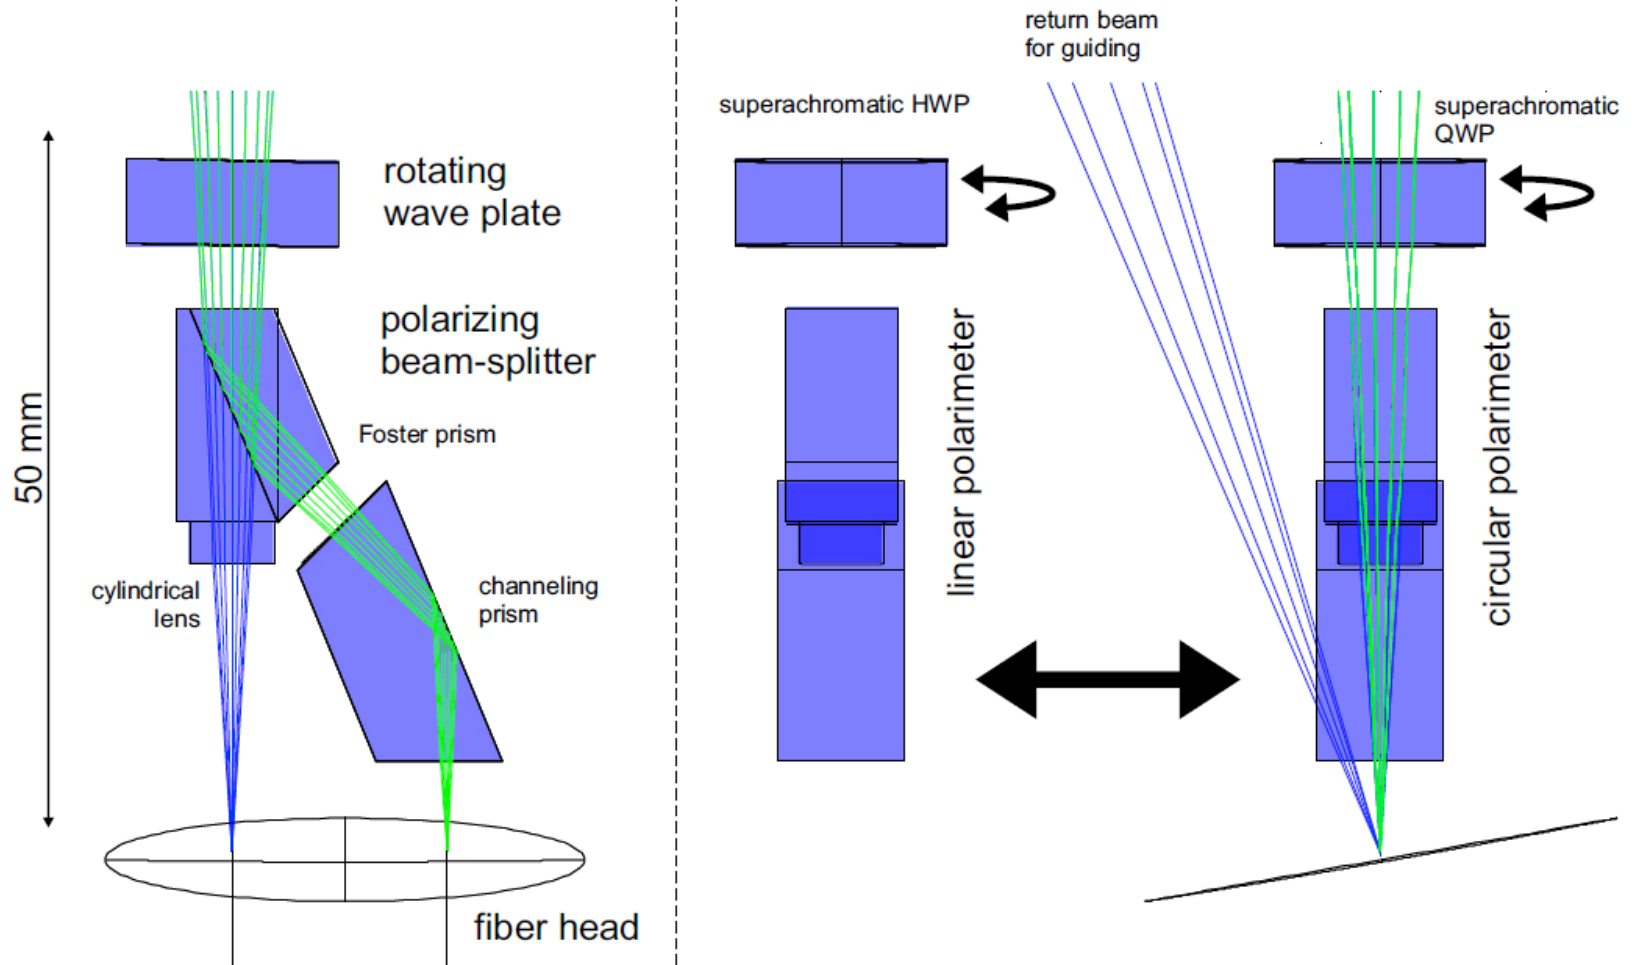 rotating
wave plate
polarizing
beam-splitter
Foster prism
50 mm
cylindrical
lens
channeling
prism
fiber head
return beam
for guiding
superachromatic HWP
superachromatic
QWP
linear polarimeter
circular polarimeter